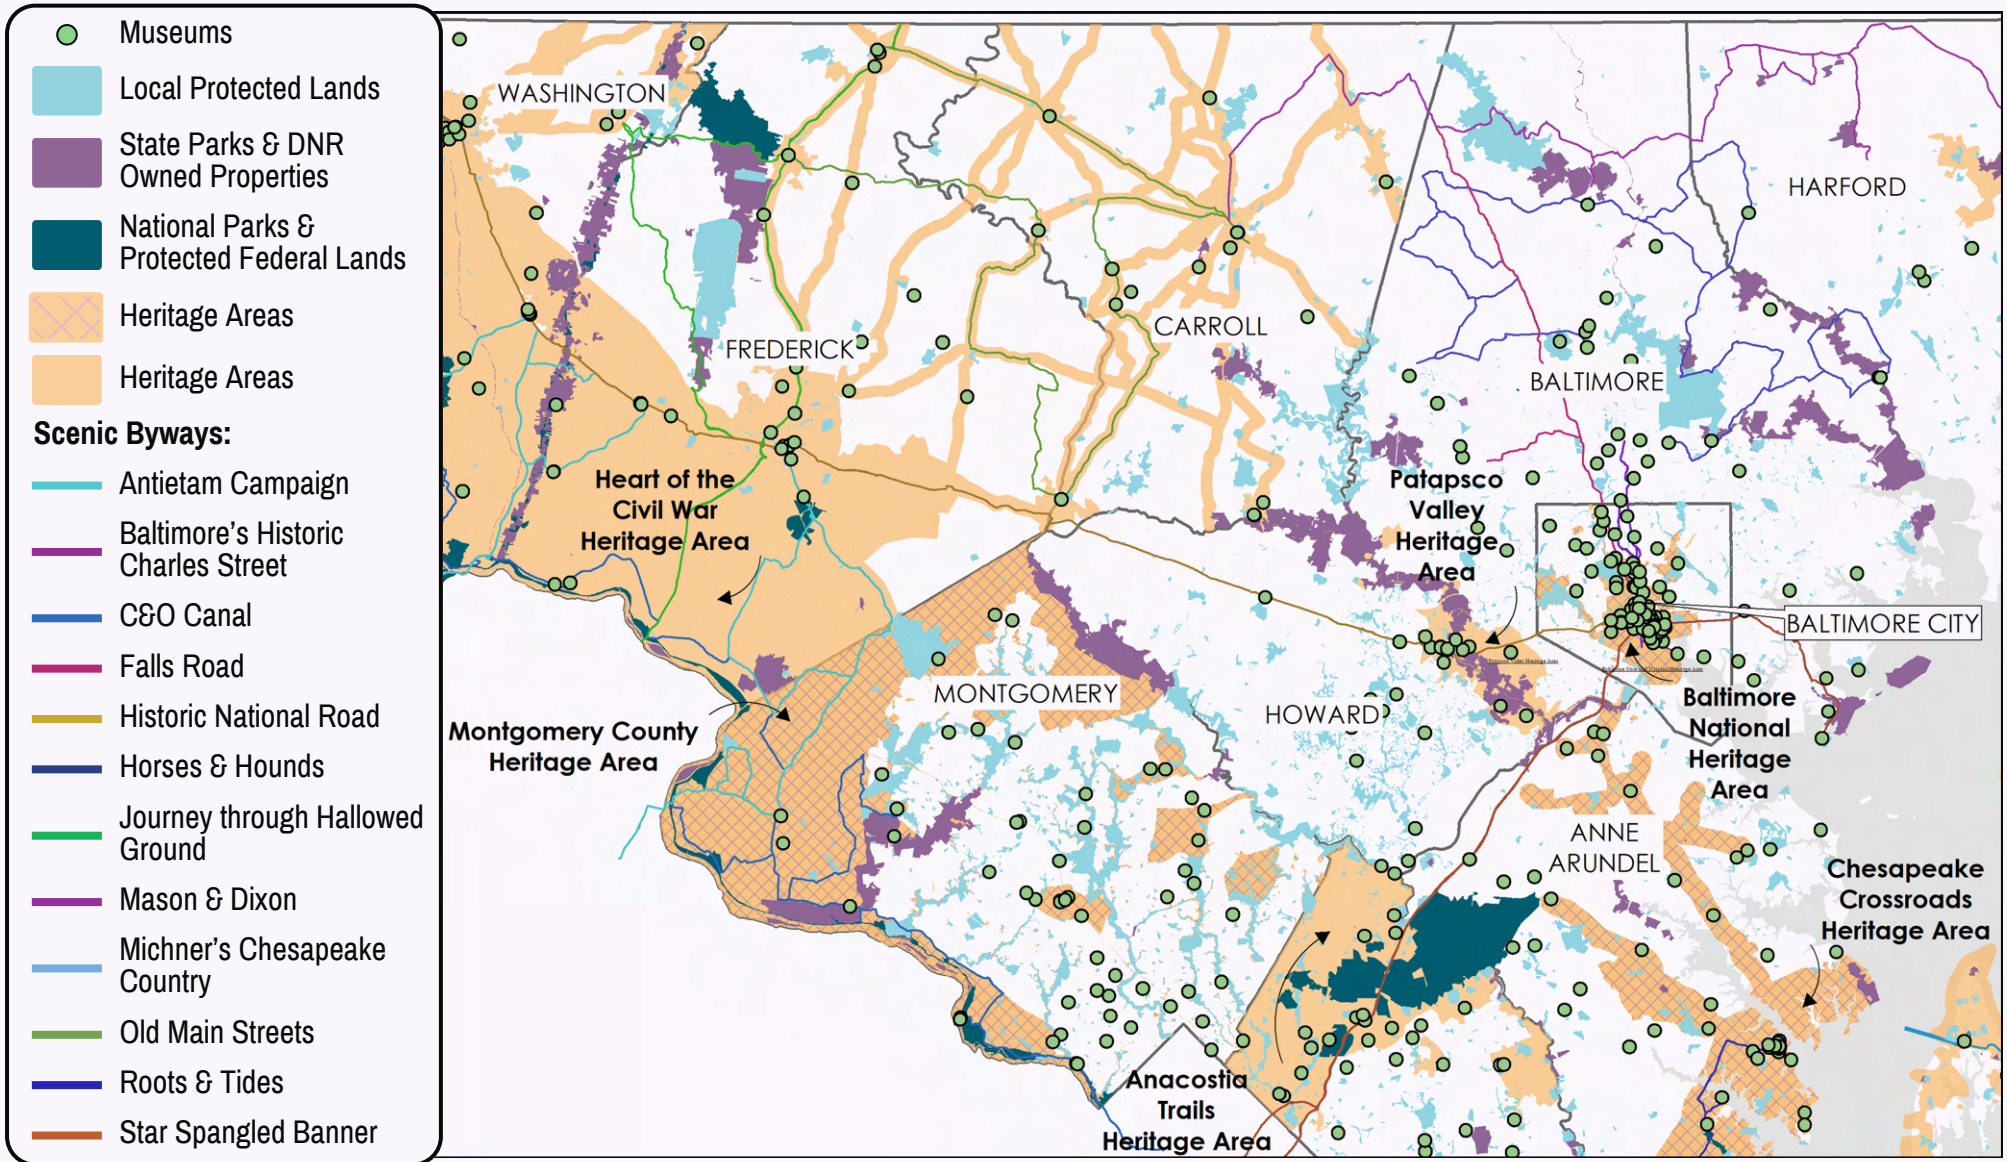 Museums
Local Protected Lands
State Parks & DNR
Owned Properties
National Parks &
Protected Federal Lands
Heritage Areas
Heritage Areas
Scenic Byways:
Antietam Campaign
Baltimore's Historic
Charles Street
C&O Canal
Falls Road
Historic National Road
Horses & Hounds
Journey through Hallowed
Ground
Mason & Dixon
Michner's Chesapeake
Country
Old Main Streets
Roots & Tides
Star Spangled Banner
WASHINGTON
HARFORD
CARROLL
FREDERICK
BALTIMORE
Heart of the
Civil War
Heritage Area
Patapsco
Valley
Heritage
Area
BALTIMORE CITY
MONTGOMERY
HOWARD
Montgomery County
Heritage Area
Baltimore
National
Heritage
Area
ANNE
ARUNDEL
Chesapeake
Crossroads
Heritage Area
Anacostia
Trails
Heritage Area